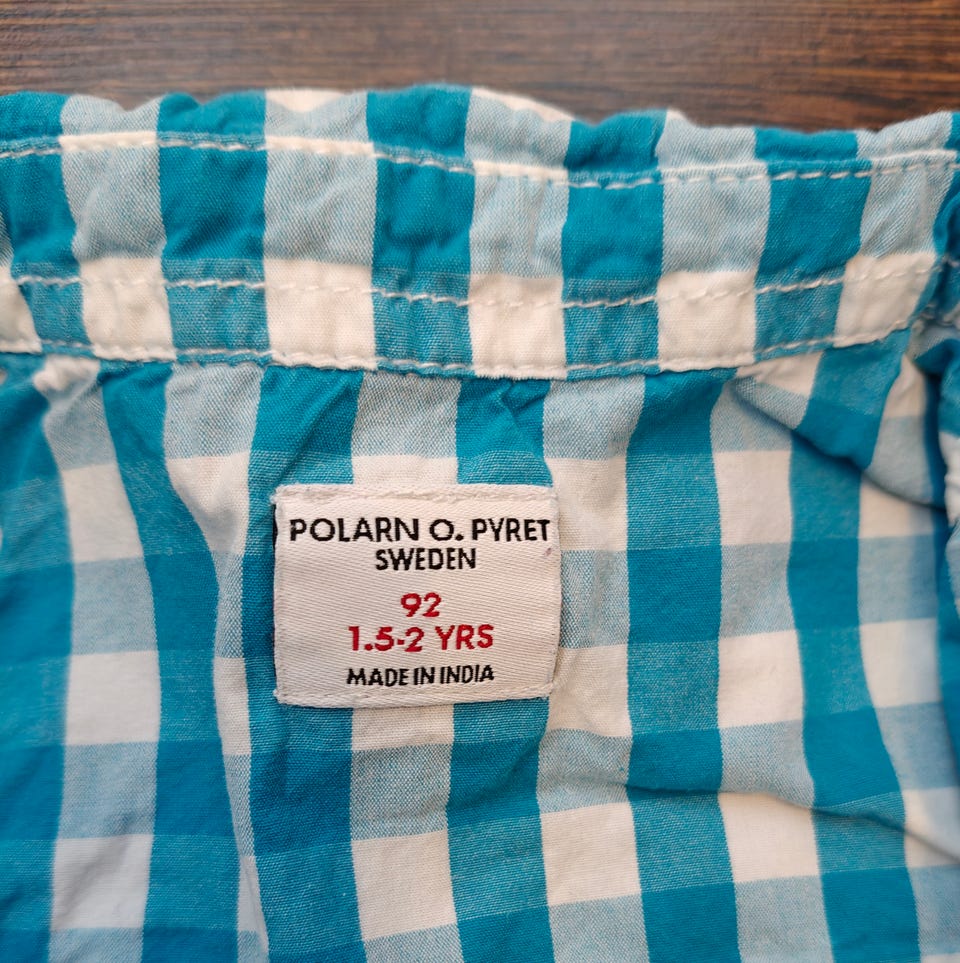 POLARN O. PYRET
SWEDEN
92
1.5-2 YRS
MADE IN INDIA